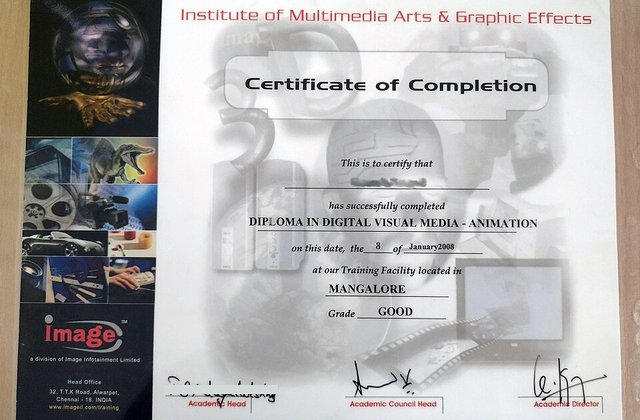 Institute of Multimedia Arts & Graphic Effects
Certificate of Completion
This is to certify that
has successfully completed
DIPLOMA IN DIGITAL VISUAL MEDIA - ANIMATION
on this date, the 8 of January2008
at our Training Facility located in
MANGALORE
Grade GOOD
Academic Head
Academic Council Head
Academic Director
image™
a division of Image Infotainment Limited
Head Office
32, T.T.K Road, Alwarpet,
Chennai - 18. INDIA
www.imageil.com/training